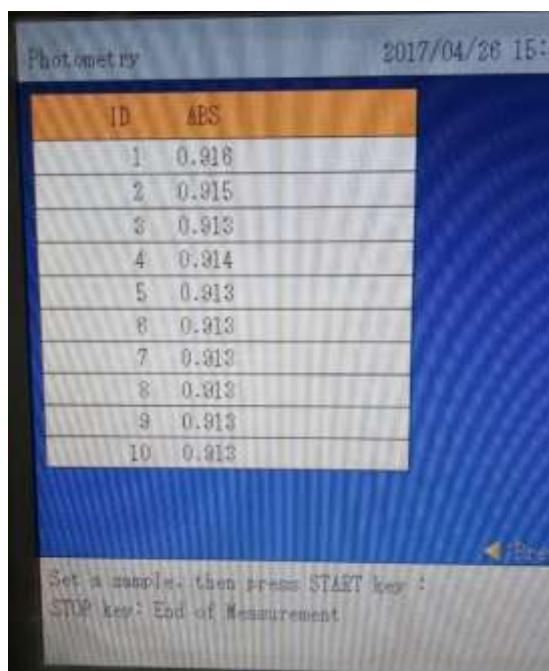 Photometry 2017/04/26 15:
ID ABS
1 0.916
2 0.915
3 0.913
4 0.914
5 0.913
6 0.913
7 0.913
8 0.913
9 0.913
10 0.913
Set a sample, then press START key :
STOP key: End of Measurement